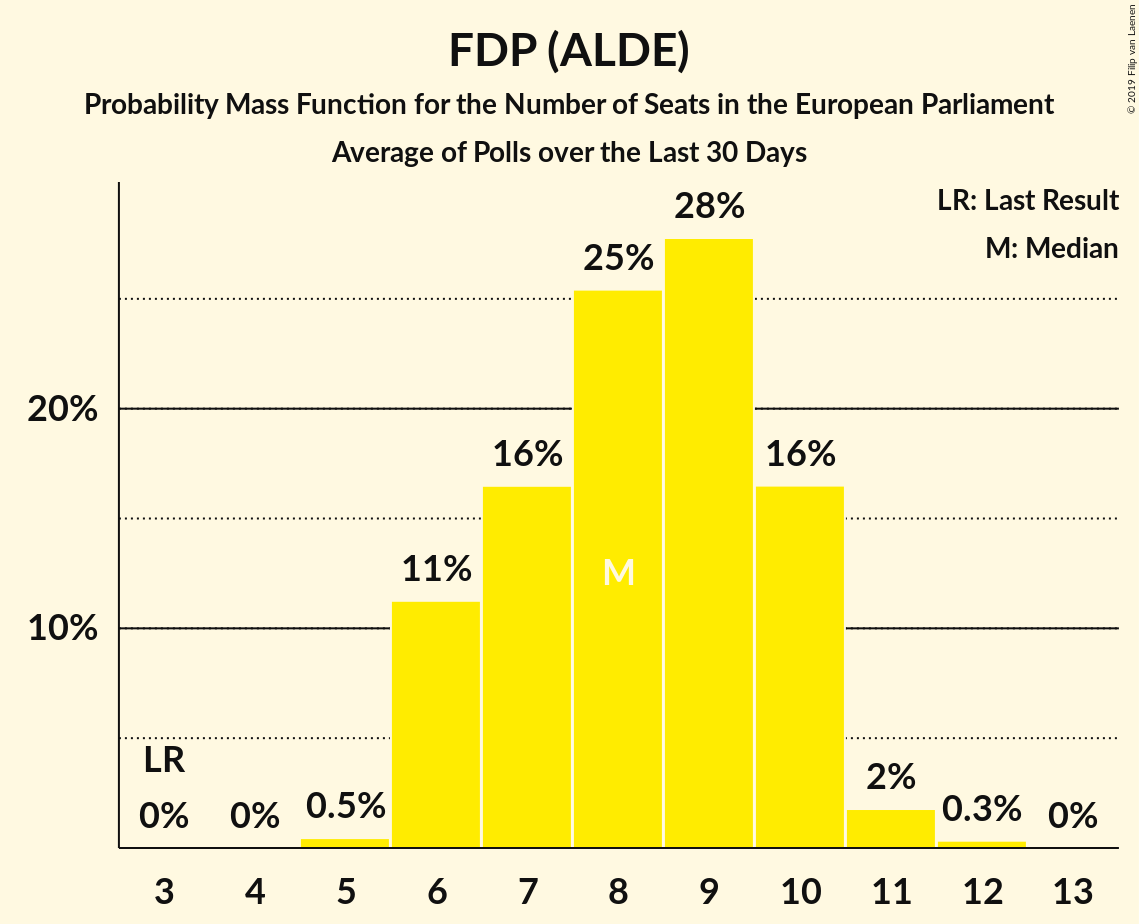 FDP (ALDE)
Probability Mass Function for the Number of Seats in the European Parliament
Average of Polls over the Last 30 Days
© 2019 Filip van Laenen
LR: Last Result
M: Median
28%
25%
20%
16%
16%
11%
M
10%
LR
0%
0%
0.5%
2%
0.3%
0%
3 4 5 6 7 8 9 10 11 12 13